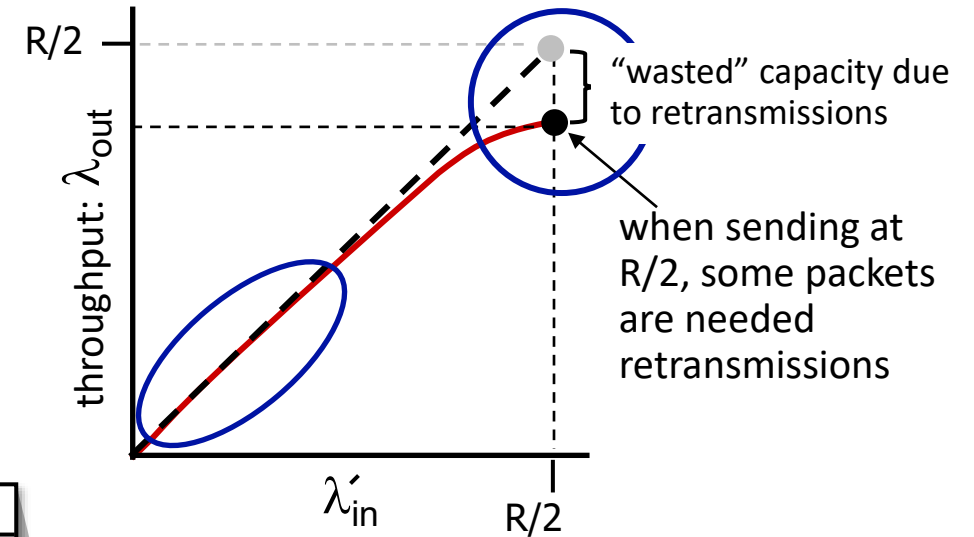 R/2
“wasted” capacity due
to retransmissions
throughput: λout
when sending at
R/2, some packets
are needed
retransmissions
λ′in
R/2